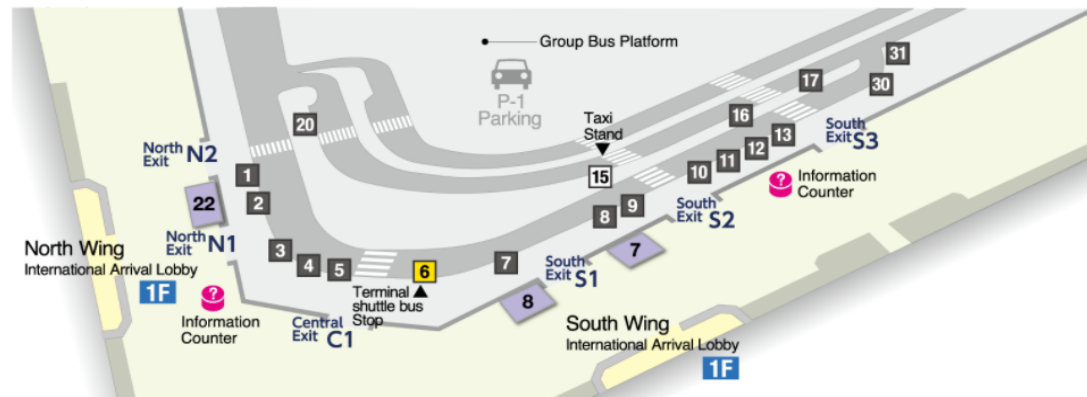 Group Bus Platform
P-1
Parking
Taxi
Stand
31
30
17
16
13
12
11
10
15
9
8
7
6
5
4
3
2
1
20
South
Exit S3
? Information
Counter
South
Exit S2
7
South
Exit S1
8
North
Exit N2
22
North
Exit N1
North Wing
International Arrival Lobby
1F
?
Information
Counter
Central
Exit C1
Terminal
shuttle bus
Stop
South Wing
International Arrival Lobby
1F